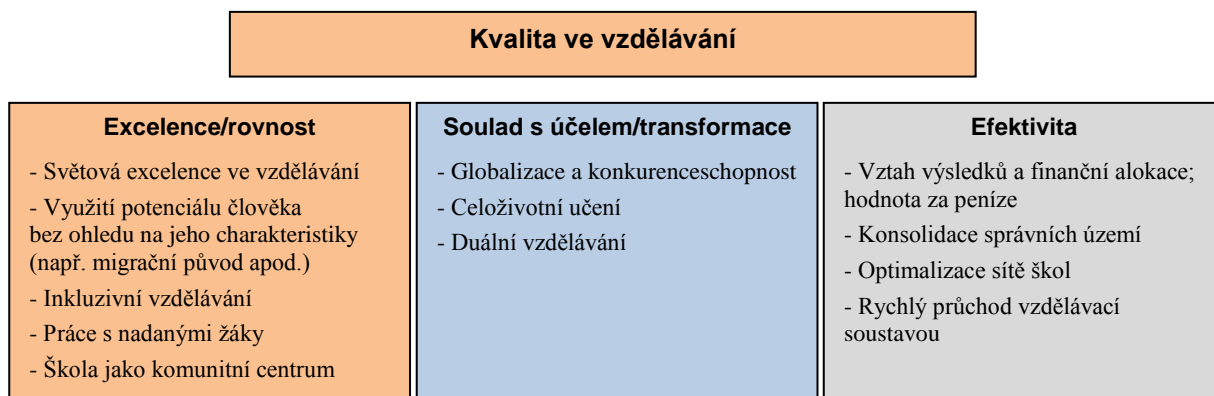 Kvalita ve vzdělávání
Excelence/rovnost
- Světová excelence ve vzdělávání
- Využití potenciálu člověka
bez ohledu na jeho charakteristiky
(např. migrační původ apod.)
- Inkluzivní vzdělávání
- Práce s nadanými žáky
- Škola jako komunitní centrum
Soulad s účelem/transformace
- Globalizace a konkurenceschopnost
- Celoživotní učení
- Duální vzdělávání
Efektivita
- Vztah výsledků a finanční alokace;
hodnota za peníze
- Konsolidace správních území
- Optimalizace sítě škol
- Rychlý průchod vzdělávací
soustavou